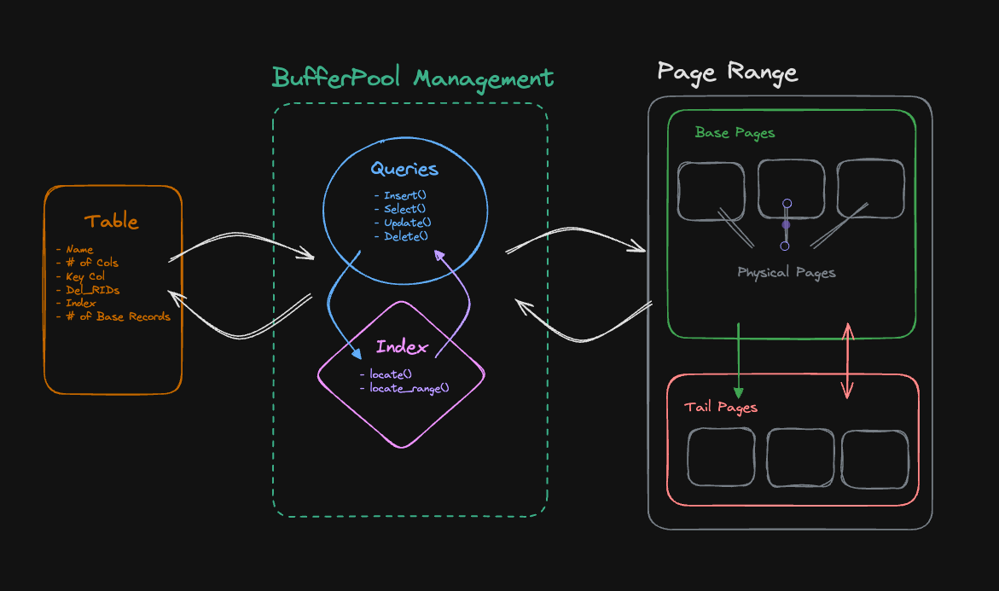 BufferPool Management
Page Range
Table
- Name
- # of Cols
- Key Col
- Del_RIDs
- Index
- # of Base Records
Queries
- Insert()
- Select()
- Update()
- Delete()
Index
- locate()
- locate_range()
Base Pages
Physical Pages
Tail Pages